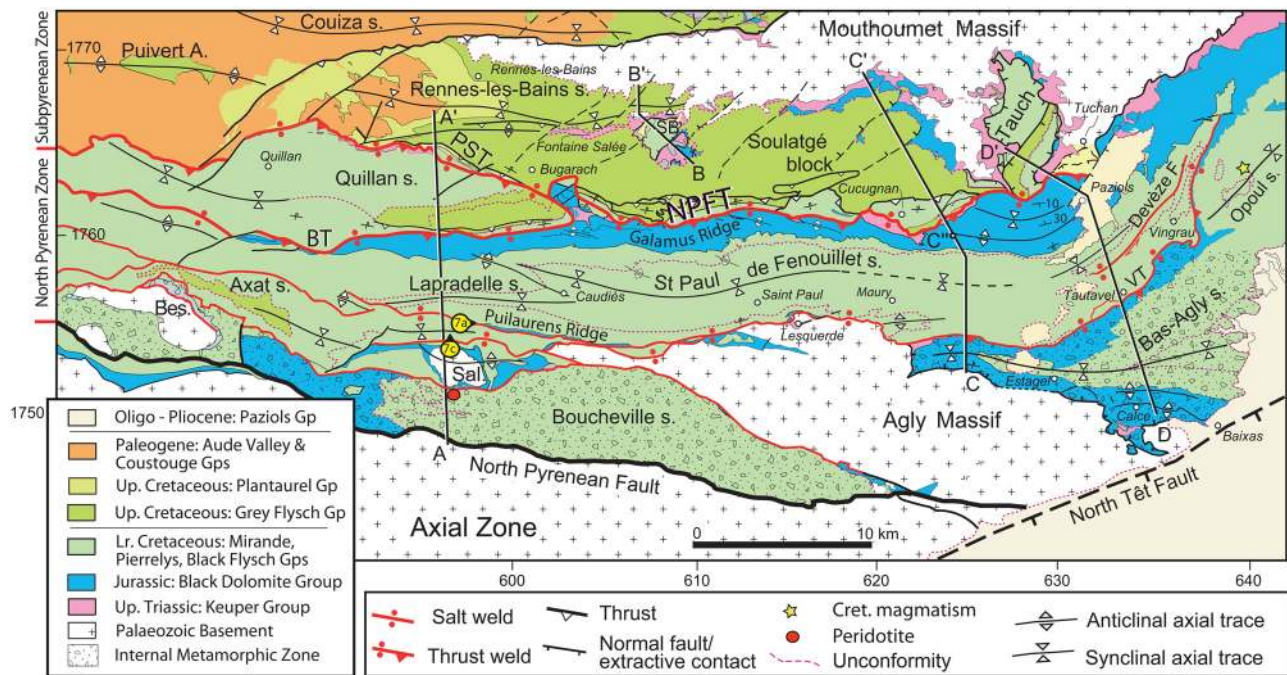 Couiza s.
Mouthoumet Massif
1770
Puivert A.
Rennes-les-Bains
Rennes-les-Bains s.
B'
C'
Subpyrenean Zone
A'
SB
Tauch
Tuchan
Fontaine Salée
Soulatgé
block
D'
PST
Quillan
Bugarach
B
Quillan s.
Cucugnan
Paziols
Devèze F.
Opoul s.
NPFT
10
30
1760
BT
Galamus Ridge
C'''
Vingrau
North Pyrenean Zone
St Paul de Fenouillet s.
VT
Axat s.
Lapradelle s.
Caudiès
Saint Paul
Moury
Tautavel
Bes.
7a
Puilaurens Ridge
Bas-Agly s.
7c
Lesquerde
Sal
C
Estagel
1750
Boucheville s.
Agly Massif
Calce
D
Baixas
A
North Pyrenean Fault
North Têt Fault
Axial Zone
0 10 km
600 610 620 630 640
Oligo - Pliocene: Paziols Gp
Paleogene: Aude Valley &
Coustouge Gps
Up. Cretaceous: Plantaurel Gp
Up. Cretaceous: Grey Flysch Gp
Lr. Cretaceous: Mirande,
Pierrelys, Black Flysch Gps
Jurassic: Black Dolomite Group
Up. Triassic: Keuper Group
Palaeozoic Basement
Internal Metamorphic Zone
Salt weld
Thrust weld
Thrust
Normal fault/
extractive contact
Cret. magmatism
Peridotite
Unconformity
Anticlinal axial trace
Synclinal axial trace